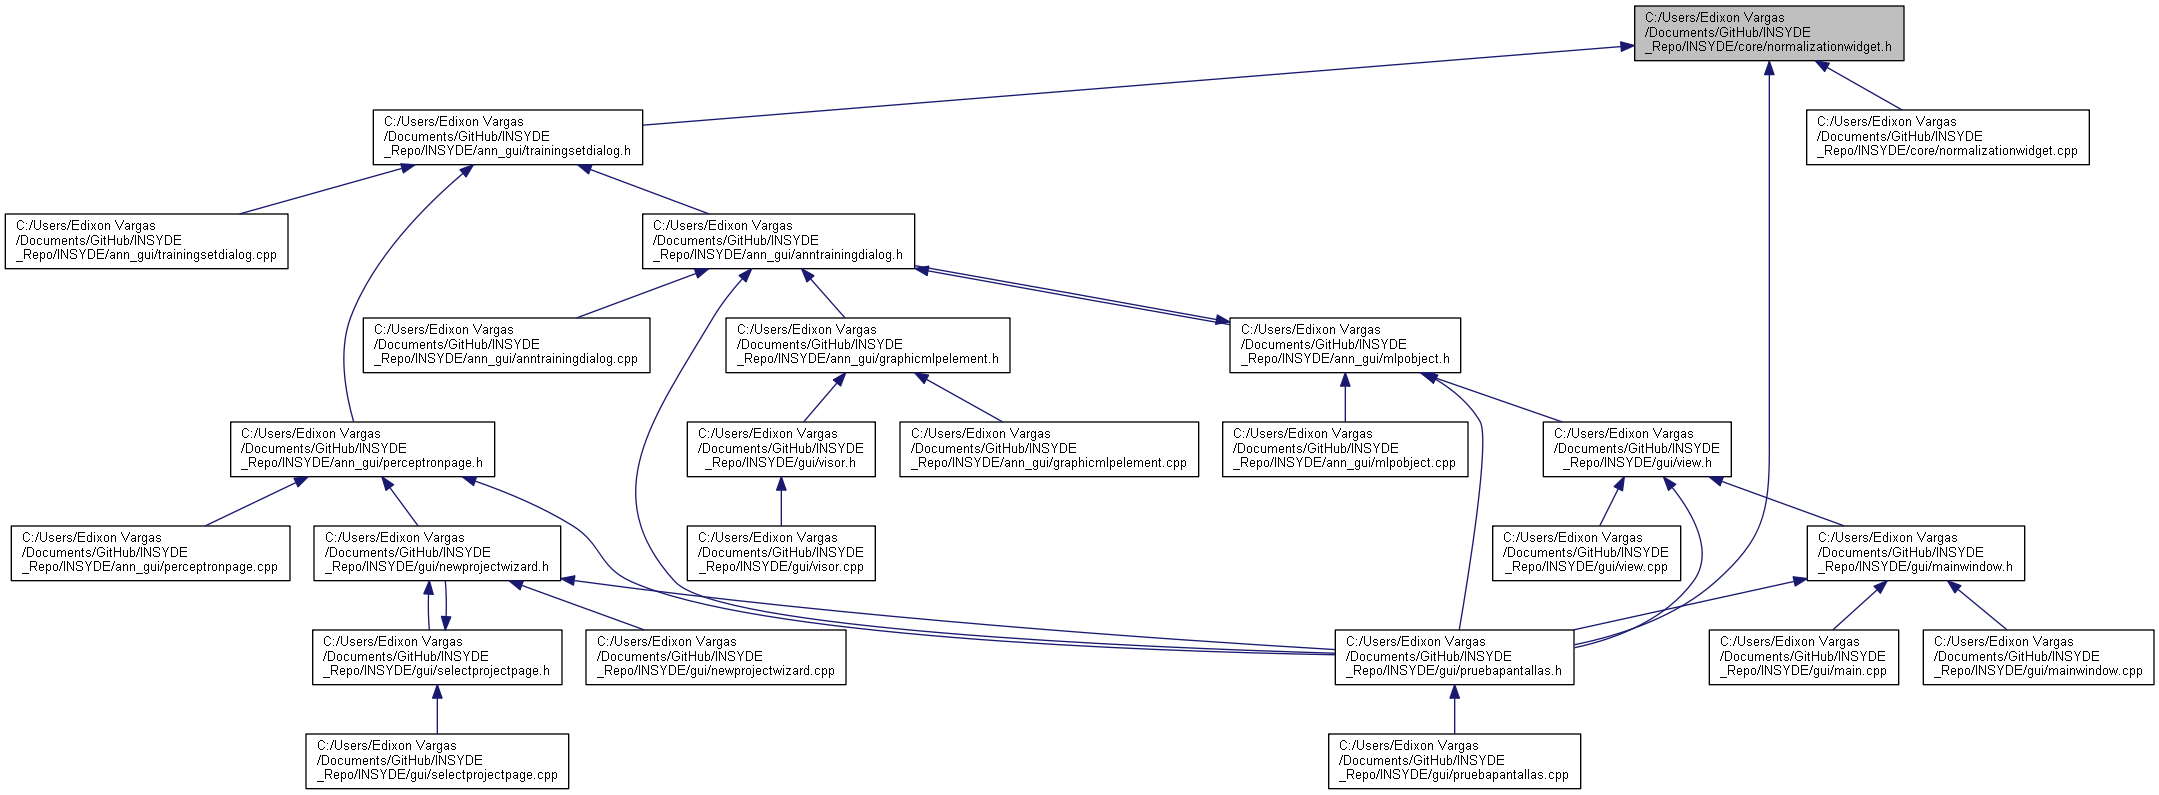 C:/Users/Edixon Vargas
/Documents/GitHub/INSYDE
_Repo/INSYDE/core/normalizationwidget.h
C:/Users/Edixon Vargas
/Documents/GitHub/INSYDE
_Repo/INSYDE/ann_gui/trainingsetdialog.h
C:/Users/Edixon Vargas
/Documents/GitHub/INSYDE
_Repo/INSYDE/core/normalizationwidget.cpp
C:/Users/Edixon Vargas
/Documents/GitHub/INSYDE
_Repo/INSYDE/ann_gui/trainingsetdialog.cpp
C:/Users/Edixon Vargas
/Documents/GitHub/INSYDE
_Repo/INSYDE/ann_gui/anntrainingdialog.h
C:/Users/Edixon Vargas
/Documents/GitHub/INSYDE
_Repo/INSYDE/ann_gui/anntrainingdialog.cpp
C:/Users/Edixon Vargas
/Documents/GitHub/INSYDE
_Repo/INSYDE/ann_gui/graphicmlpelement.h
C:/Users/Edixon Vargas
/Documents/GitHub/INSYDE
_Repo/INSYDE/ann_gui/mlpobject.h
C:/Users/Edixon Vargas
/Documents/GitHub/INSYDE
_Repo/INSYDE/ann_gui/perceptronpage.h
C:/Users/Edixon Vargas
/Documents/GitHub/INSYDE
_Repo/INSYDE/gui/visor.h
C:/Users/Edixon Vargas
/Documents/GitHub/INSYDE
_Repo/INSYDE/ann_gui/graphicmlpelement.cpp
C:/Users/Edixon Vargas
/Documents/GitHub/INSYDE
_Repo/INSYDE/ann_gui/mlpobject.cpp
C:/Users/Edixon Vargas
/Documents/GitHub/INSYDE
_Repo/INSYDE/gui/view.h
C:/Users/Edixon Vargas
/Documents/GitHub/INSYDE
_Repo/INSYDE/ann_gui/perceptronpage.cpp
C:/Users/Edixon Vargas
/Documents/GitHub/INSYDE
_Repo/INSYDE/gui/newprojectwizard.h
C:/Users/Edixon Vargas
/Documents/GitHub/INSYDE
_Repo/INSYDE/gui/visor.cpp
C:/Users/Edixon Vargas
/Documents/GitHub/INSYDE
_Repo/INSYDE/gui/view.cpp
C:/Users/Edixon Vargas
/Documents/GitHub/INSYDE
_Repo/INSYDE/gui/mainwindow.h
C:/Users/Edixon Vargas
/Documents/GitHub/INSYDE
_Repo/INSYDE/gui/selectprojectpage.h
C:/Users/Edixon Vargas
/Documents/GitHub/INSYDE
_Repo/INSYDE/gui/newprojectwizard.cpp
C:/Users/Edixon Vargas
/Documents/GitHub/INSYDE
_Repo/INSYDE/gui/pruebapantallas.h
C:/Users/Edixon Vargas
/Documents/GitHub/INSYDE
_Repo/INSYDE/gui/main.cpp
C:/Users/Edixon Vargas
/Documents/GitHub/INSYDE
_Repo/INSYDE/gui/mainwindow.cpp
C:/Users/Edixon Vargas
/Documents/GitHub/INSYDE
_Repo/INSYDE/gui/selectprojectpage.cpp
C:/Users/Edixon Vargas
/Documents/GitHub/INSYDE
_Repo/INSYDE/gui/pruebapantallas.cpp